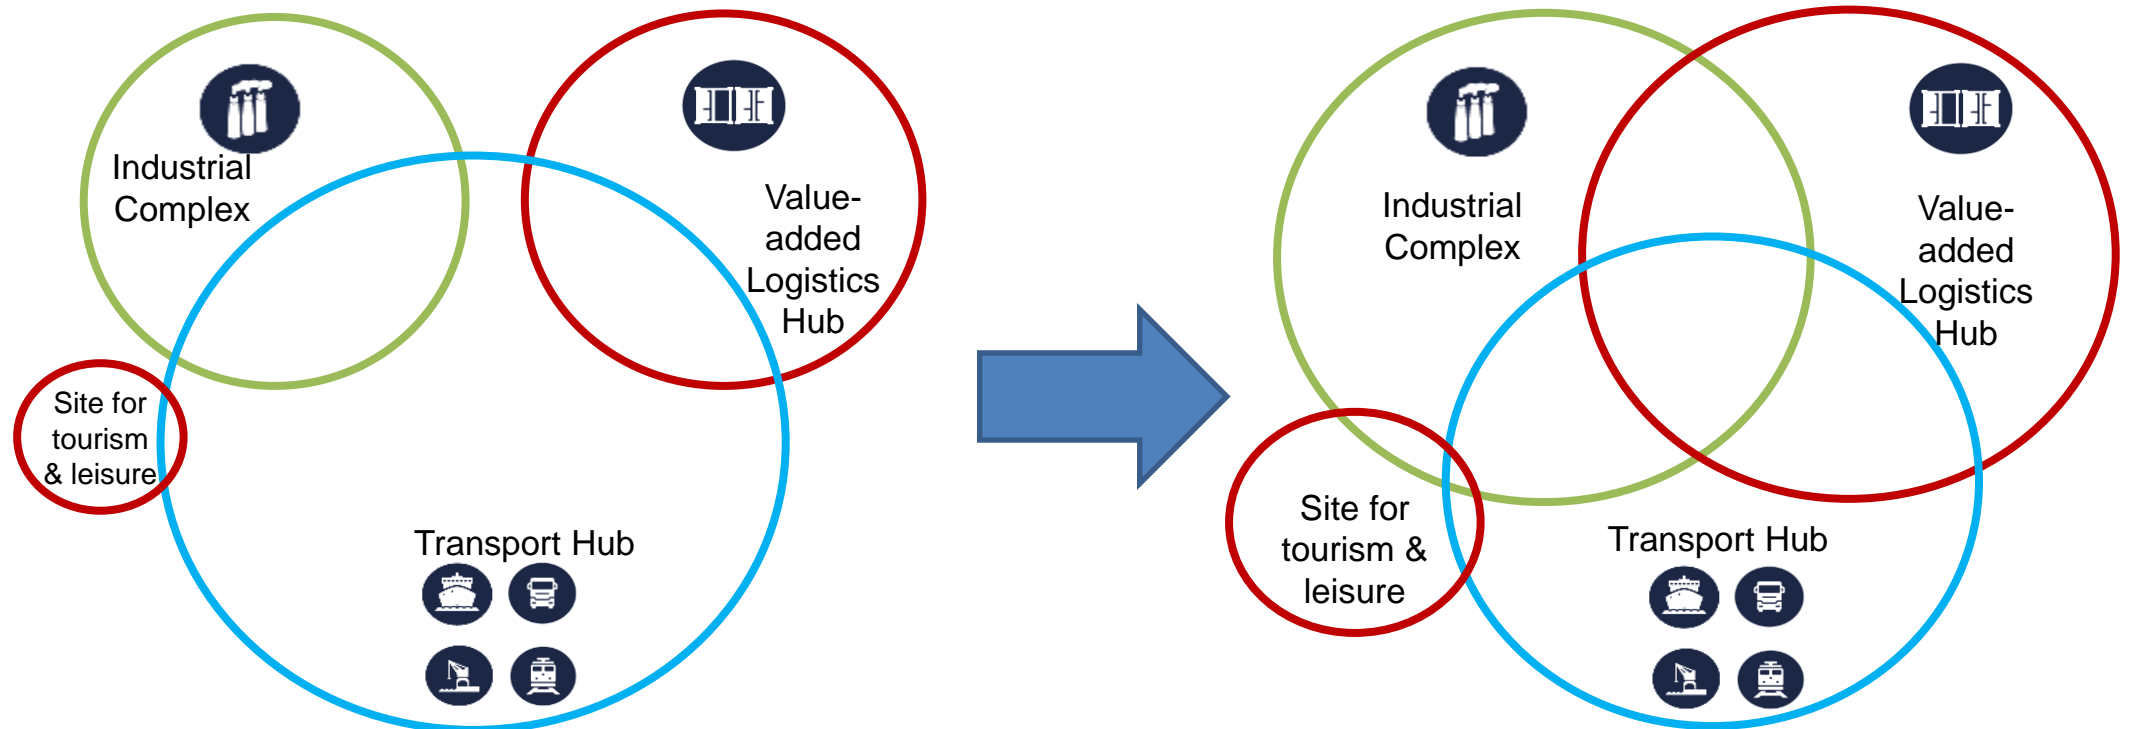 Industrial
Complex
Value-
added
Logistics
Hub
Site for
tourism
& leisure
Transport Hub
Industrial
Complex
Value-
added
Logistics
Hub
Site for
tourism &
leisure
Transport Hub